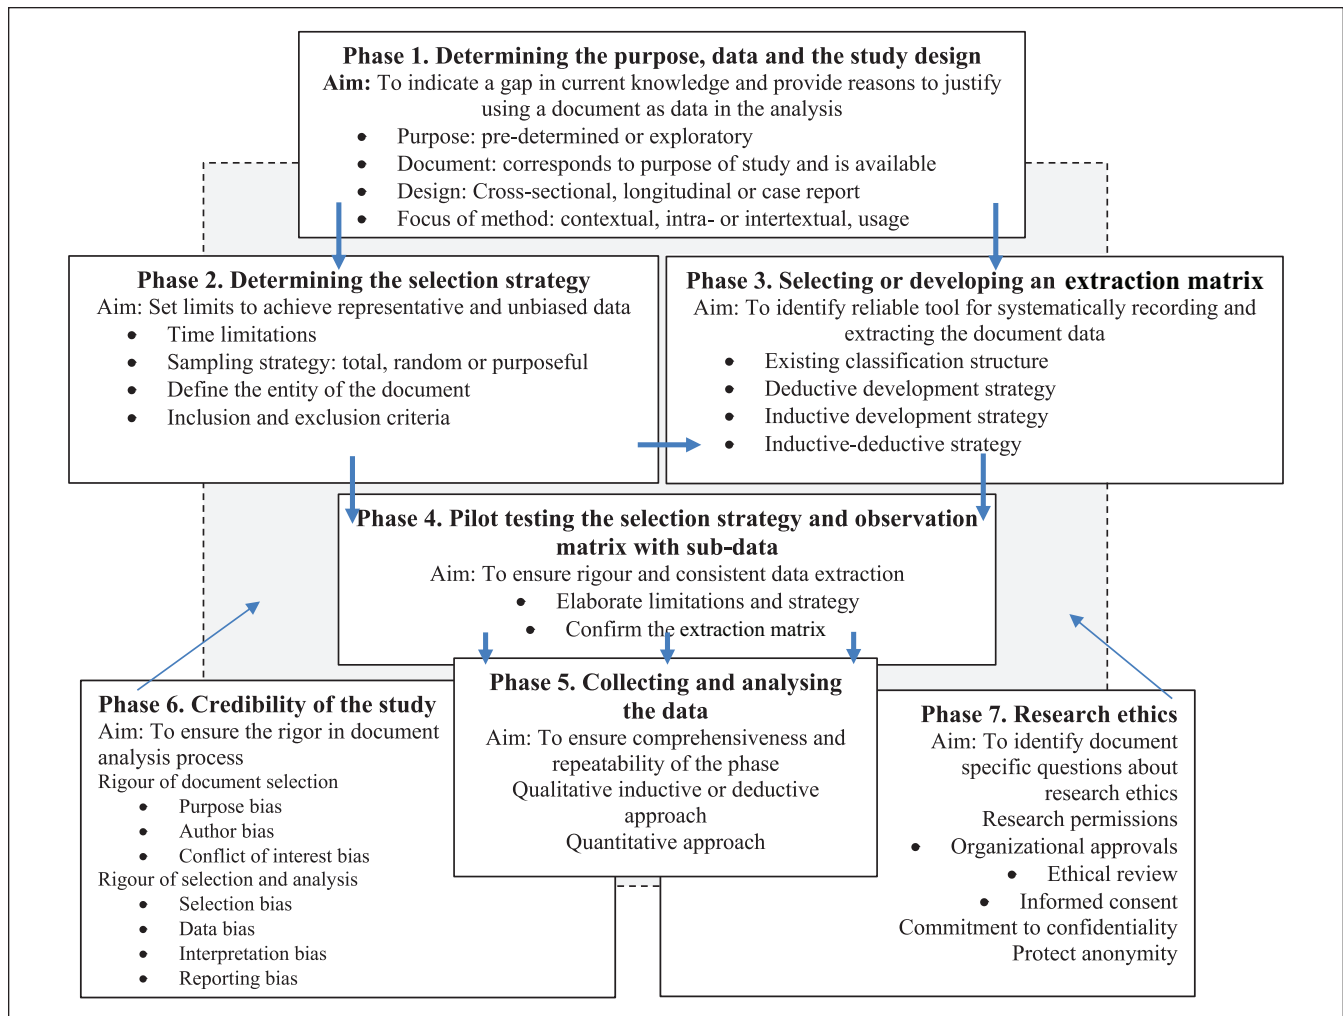 Phase 1. Determining the purpose, data and the study design
Aim: To indicate a gap in current knowledge and provide reasons to justify
using a document as data in the analysis
• Purpose: pre-determined or exploratory
• Document: corresponds to purpose of study and is available
• Design: Cross-sectional, longitudinal or case report
• Focus of method: contextual, intra- or intertextual, usage
Phase 2. Determining the selection strategy
Aim: Set limits to achieve representative and unbiased data
• Time limitations
• Sampling strategy: total, random or purposeful
• Define the entity of the document
• Inclusion and exclusion criteria
Phase 3. Selecting or developing an extraction matrix
Aim: To identify reliable tool for systematically recording and
extracting the document data
• Existing classification structure
• Deductive development strategy
• Inductive development strategy
• Inductive-deductive strategy
Phase 4. Pilot testing the selection strategy and observation
matrix with sub-data
Aim: To ensure rigour and consistent data extraction
• Elaborate limitations and strategy
• Confirm the extraction matrix
Phase 5. Collecting and analysing
the data
Aim: To ensure comprehensiveness and
repeatability of the phase
Qualitative inductive or deductive
approach
Quantitative approach
Phase 6. Credibility of the study
Aim: To ensure the rigor in document
analysis process
Rigour of document selection
• Purpose bias
• Author bias
• Conflict of interest bias
Rigour of selection and analysis
• Selection bias
• Data bias
• Interpretation bias
• Reporting bias
Phase 7. Research ethics
Aim: To identify document
specific questions about
research ethics
Research permissions
• Organizational approvals
• Ethical review
• Informed consent
Commitment to confidentiality
Protect anonymity